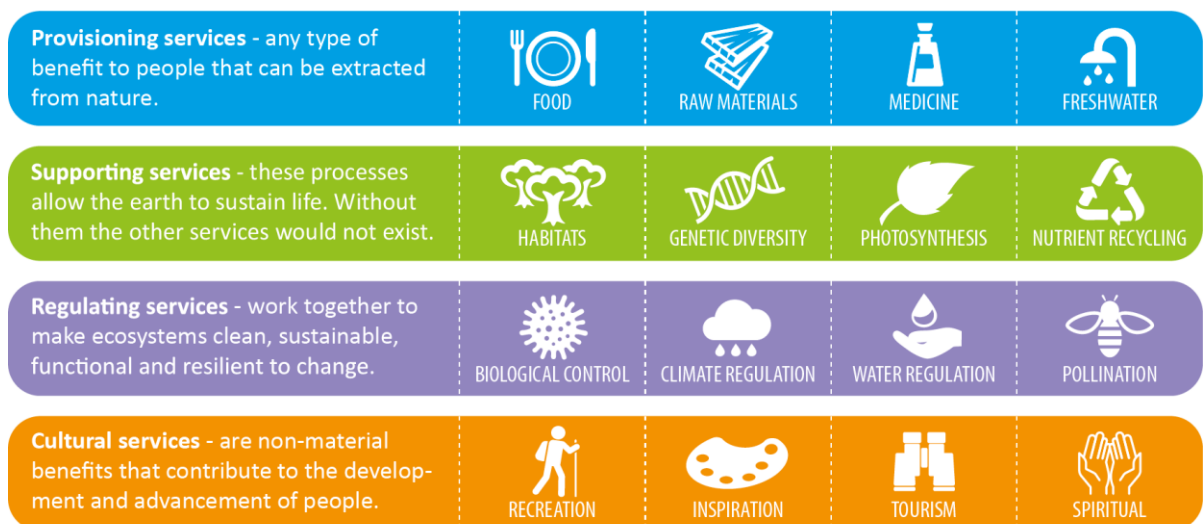 Provisioning services - any type of
benefit to people that can be extracted
from nature.
FOOD
RAW MATERIALS
MEDICINE
FRESHWATER
Supporting services - these processes
allow the earth to sustain life. Without
them the other services would not exist.
HABITATS
GENETIC DIVERSITY
PHOTOSYNTHESIS
NUTRIENT RECYCLING
Regulating services - work together to
make ecosystems clean, sustainable,
functional and resilient to change.
BIOLOGICAL CONTROL
CLIMATE REGULATION
WATER REGULATION
POLLINATION
Cultural services - are non-material
benefits that contribute to the develop-
ment and advancement of people.
RECREATION
INSPIRATION
TOURISM
SPIRITUAL